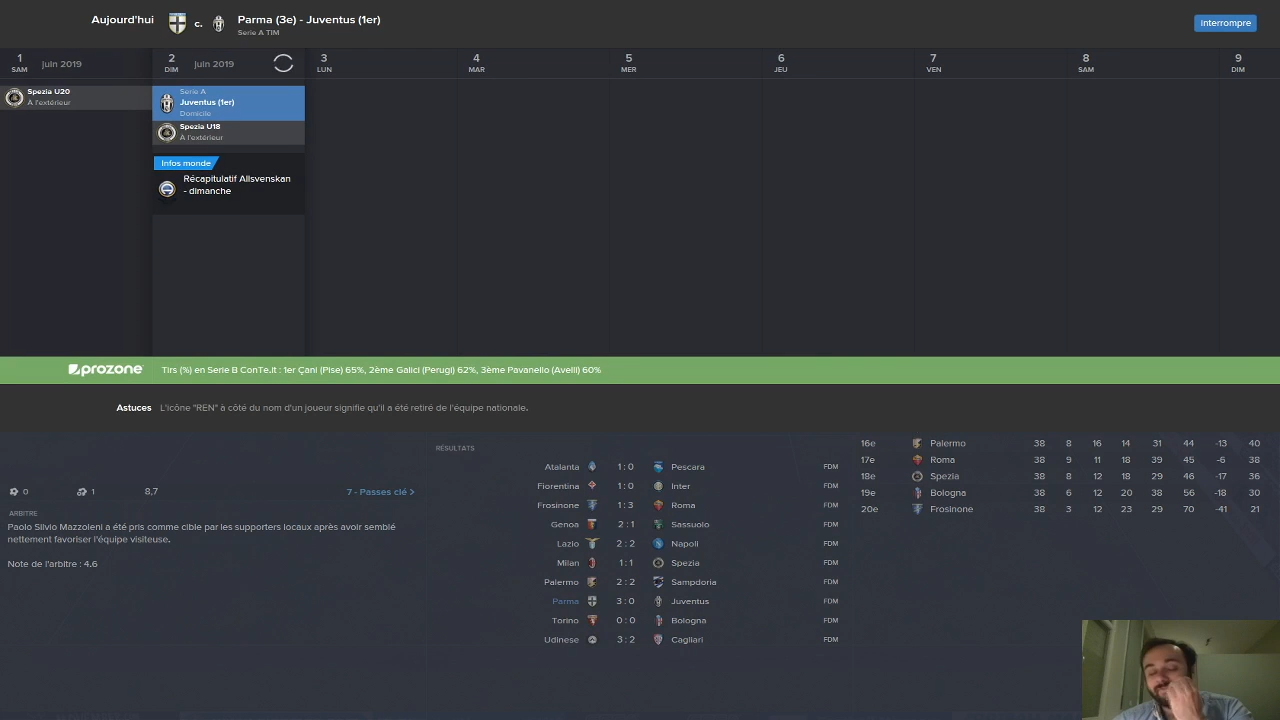 Aujourd'hui c. Parma (3e) - Juventus (1er)
Serie A TIM
Interrompre
1 SAM juin 2019
2 DIM juin 2019
3 LUN
4 MAR
5 MER
6 JEU
7 VEN
8 SAM
9 DIM
Spezia U20
À l'extérieur
Serie A
Juventus (1er)
Domicile
Spezia U18
À l'extérieur
Infos monde
Récapitulatif Allsvenskan
- dimanche
prozone Tirs (%) en Serie B ConTe.it : 1er Çani (Pise) 65%, 2ème Galici (Perugi) 62%, 3ème Pavanello (Avelli) 60%
Astuces L'icône "REN" à côté du nom d'un joueur signifie qu'il a été retiré de l'équipe nationale.
0 1 8,7 7 - Passes clé >
ARBITRE
Paolo Silvio Mazzoleni a été pris comme cible par les supporters locaux après avoir semblé
nettement favoriser l'équipe visiteuse.
Note de l'arbitre : 4.6
RÉSULTATS
Atalanta 1 : 0 Pescara FDM
Fiorentina 1 : 0 Inter FDM
Frosinone 1 : 3 Roma FDM
Genoa 2 : 1 Sassuolo FDM
Lazio 2 : 2 Napoli FDM
Milan 1 : 1 Spezia FDM
Palermo 2 : 2 Sampdoria FDM
Parma 3 : 0 Juventus FDM
Torino 0 : 0 Bologna FDM
Udinese 3 : 2 Cagliari FDM
16e Palermo 38 8 16 14 31 44 -13 40
17e Roma 38 9 11 18 39 45 -6 38
18e Spezia 38 8 12 18 29 46 -17 36
19e Bologna 38 6 12 20 38 56 -18 30
20e Frosinone 38 3 12 23 29 70 -41 21